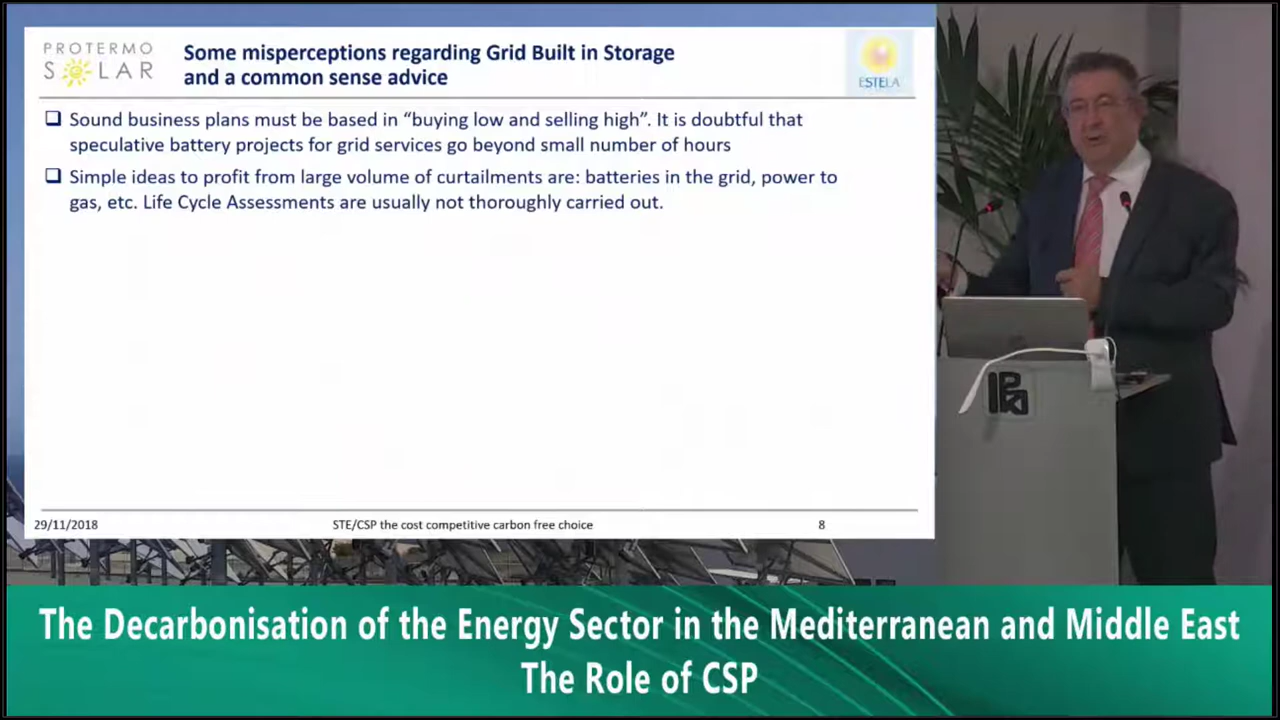 PROTERMO
SOLAR
Some misperceptions regarding Grid Built in Storage
and a common sense advice
ESTELA
❑ Sound business plans must be based in “buying low and selling high”. It is doubtful that
speculative battery projects for grid services go beyond small number of hours
❑ Simple ideas to profit from large volume of curtailments are: batteries in the grid, power to
gas, etc. Life Cycle Assessments are usually not thoroughly carried out.
29/11/2018
STE/CSP the cost competitive carbon free choice
8
The Decarbonisation of the Energy Sector in the Mediterranean and Middle East
The Role of CSP